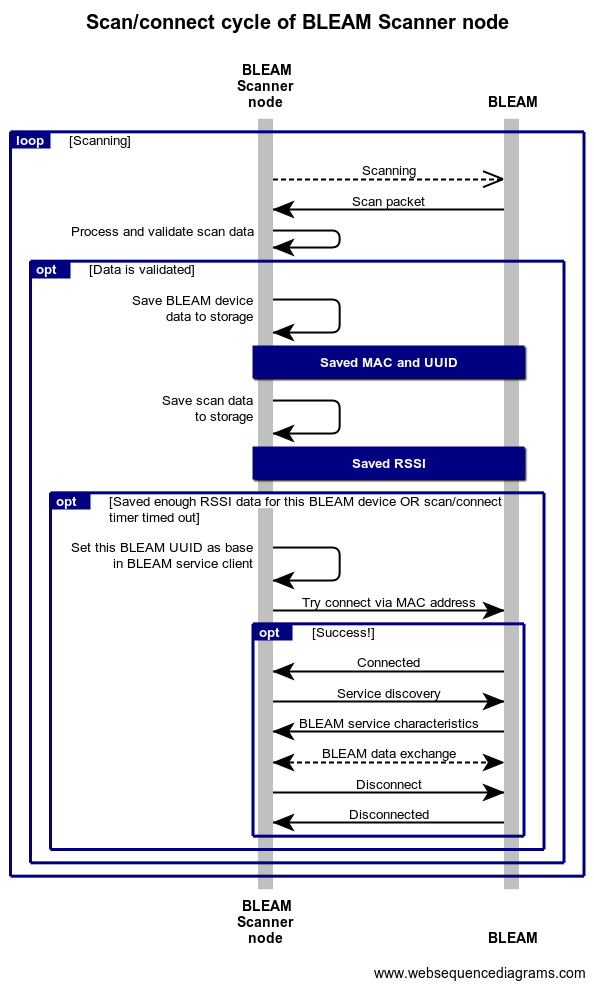 Scan/connect cycle of BLEAM Scanner node
BLEAM
Scanner
node
BLEAM
loop
[Scanning]
Scanning
Scan packet
Process and validate scan data
opt
[Data is validated]
Save BLEAM device
data to storage
Saved MAC and UUID
Save scan data
to storage
Saved RSSI
opt
[Saved enough RSSI data for this BLEAM device OR scan/connect
timer timed out]
Set this BLEAM UUID as base
in BLEAM service client
Try connect via MAC address
opt
[Success!]
Connected
Service discovery
BLEAM service characteristics
BLEAM data exchange
Disconnect
Disconnected
BLEAM
Scanner
node
BLEAM
www.websequencediagrams.com